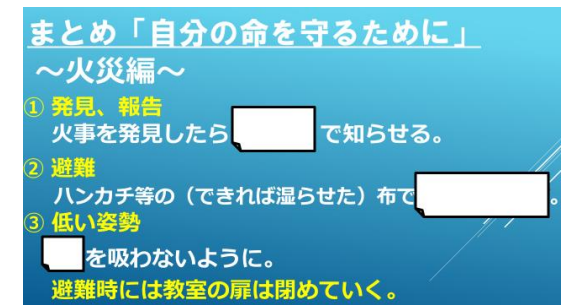 まとめ「自分の命を守るために」
～火災編～
① 発見、報告
火事を発見したら で知らせる。
② 避難
ハンカチ等の（できれば湿らせた）布で 。
③ 低い姿勢
を吸わないように。
避難時には教室の扉は閉めていく。